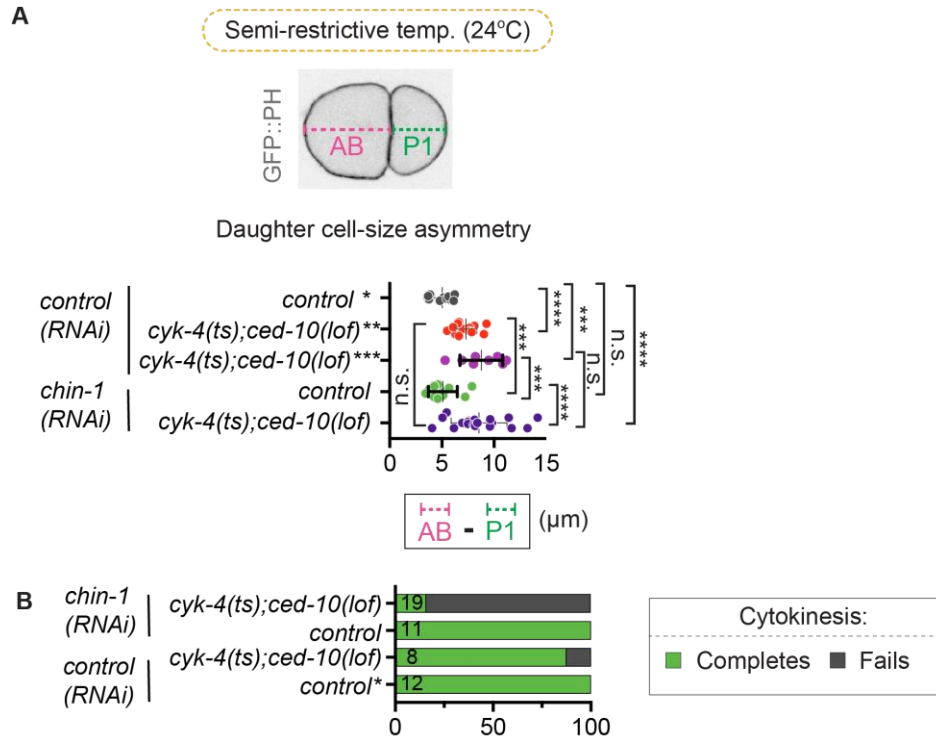 A
Semi-restrictive temp. (24°C)
GFP::PH
AB
P1
Daughter cell-size asymmetry
control
(RNAi)
control *
cyk-4(ts);ced-10(lof)**
cyk-4(ts);ced-10(lof)***
chin-1
(RNAi)
control
cyk-4(ts);ced-10(lof)
n.s.
***
***
****
****
***
n.s.
n.s.
****
0 5 10 15
AB - P1 (µm)
B
chin-1
(RNAi)
cyk-4(ts);ced-10(lof) 19
control 11
control
(RNAi)
cyk-4(ts);ced-10(lof) 8
control* 12
0 50 100
Cytokinesis:
Completes Fails